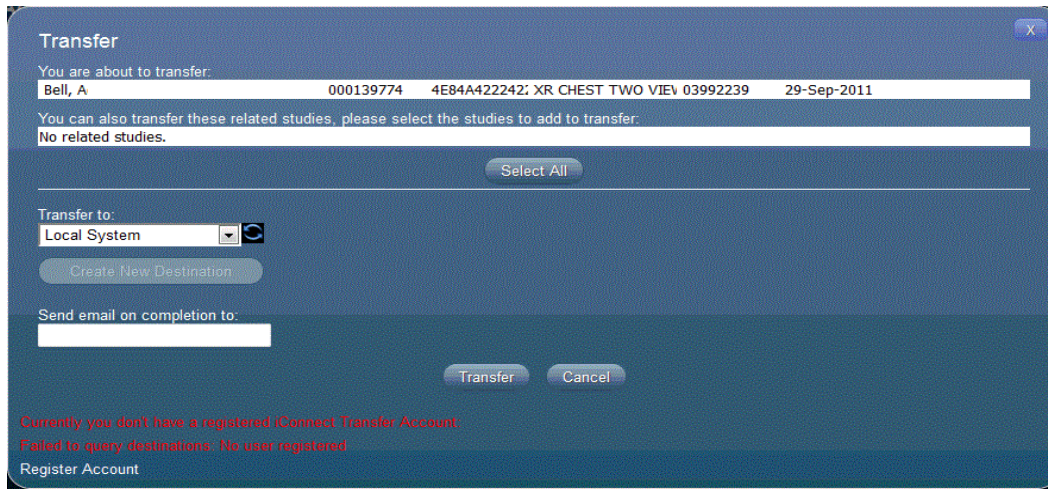 Transfer
X
You are about to transfer:
Bell, A 000139774 4E84A4222422 XR CHEST TWO VIEW 03992239 29-Sep-2011
You can also transfer these related studies, please select the studies to add to transfer:
No related studies.
Select All
Transfer to:
Local System
Create New Destination
Send email on completion to:
Transfer Cancel
Currently you don't have a registered iConnect Transfer Account
Failed to query destinations. No user registered
Register Account